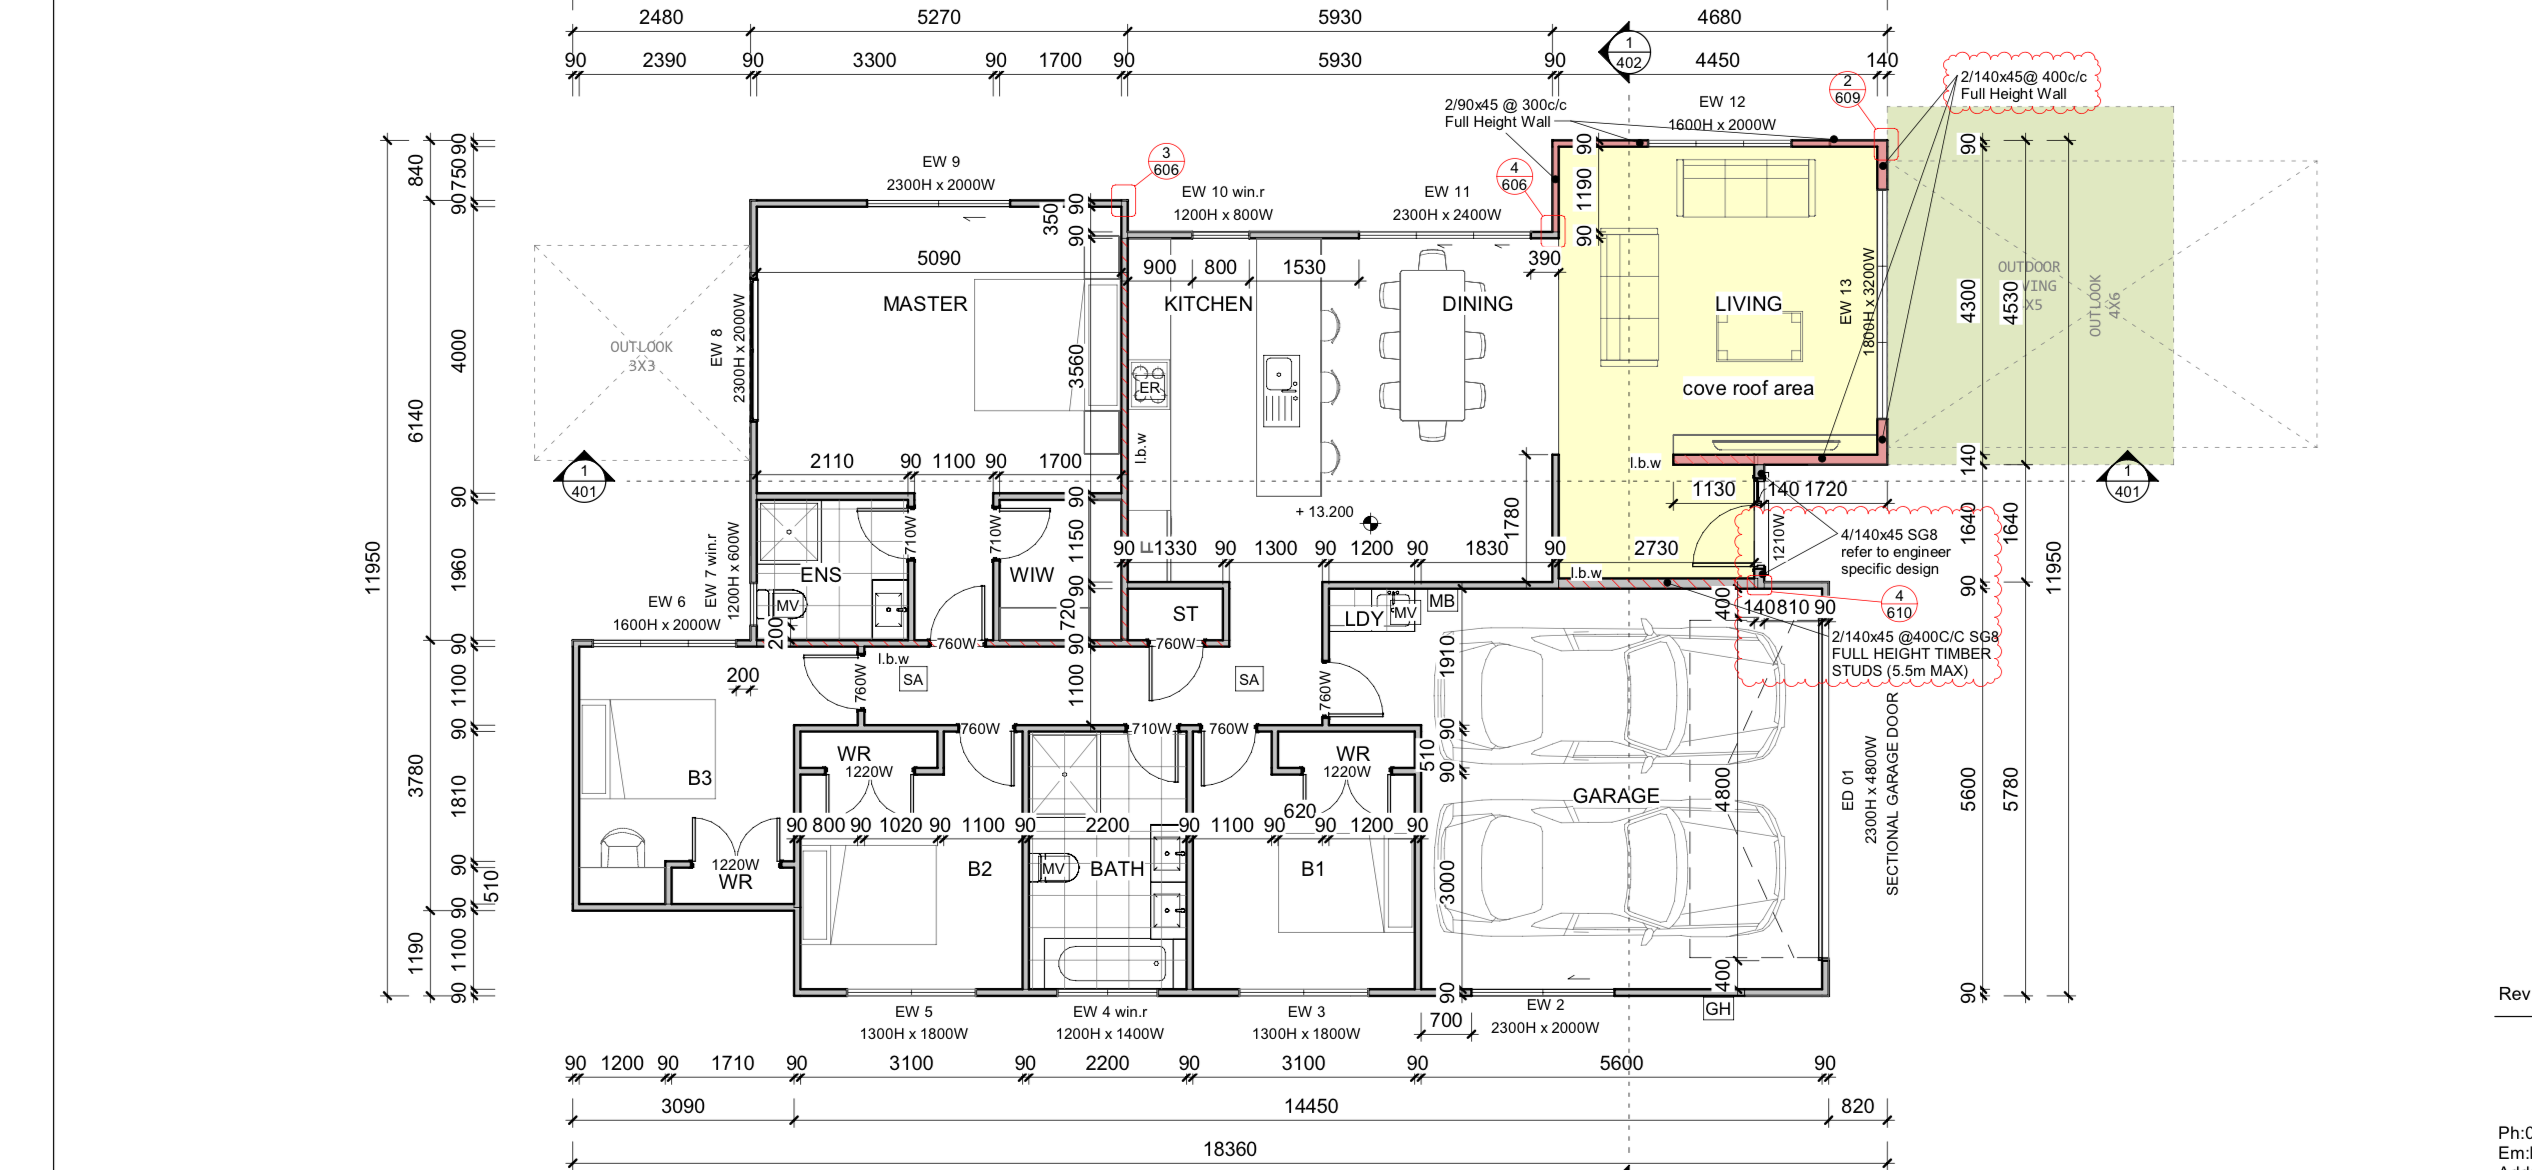 2480
5270
5930
4680
90
2390
90
3300
90
1700
90
5930
90
4450
140
1
402
2/140x45@ 400c/c
Full Height Wall
2
609
2/90x45 @ 300c/c
Full Height Wall
EW 12
1600H x 2000W
3
606
4
606
EW 9
2300H x 2000W
EW 10 win.r
1200H x 800W
EW 11
2300H x 2400W
90
1190
90
350
90
90
5090
900
800
1530
390
MASTER
KITCHEN
DINING
LIVING
cove roof area
OUTLOOK
3X3
EW 8
2300H x 2000W
EW 13
1800H x 3200W
OUTDOOR
VING
X5
OUTLOOK
4X6
3560
ER
l.b.w
1
401
1
401
2110
90
1100
90
1700
l.b.w
1130
140
1720
+ 13.200
1780
90
1330
90
1300
90
1200
90
1830
90
2730
1210W
4/140x45 SG8
refer to engineer
specific design
710W
710W
90
1150
90
720
90
1100
F
ENS
WIW
MV
l.b.w
EW 7 win.r
1200H x 600W
EW 6
1600H x 2000W
200
200
ST
LDY
MV
MB
400
140
810
90
4
610
2/140x45 @400C/C SG8
FULL HEIGHT TIMBER
STUDS (5.5m MAX)
760W
760W
l.b.w
SA
SA
760W
760W
1910
90
510
90
3000
90
760W
710W
760W
WR
1220W
WR
1220W
B3
1220W
WR
90
800
90
1020
90
1100
90
2200
90
1100
90
620
90
1200
90
B2
MV
BATH
B1
GARAGE
4800
400
ED 01
2300H x 4800W
SECTIONAL GARAGE DOOR
GH
EW 5
1300H x 1800W
EW 4 win.r
1200H x 1400W
EW 3
1300H x 1800W
700
EW 2
2300H x 2000W
11950
840
6140
3780
1190
90
750
90
4000
90
1960
90
1100
90
1810
90
510
90
1100
90
90
4300
140
1640
90
5600
90
4530
1640
5780
11950
90
1200
90
1710
90
3100
90
2200
90
3100
90
5600
90
3090
14450
820
18360
Rev
Ph:0